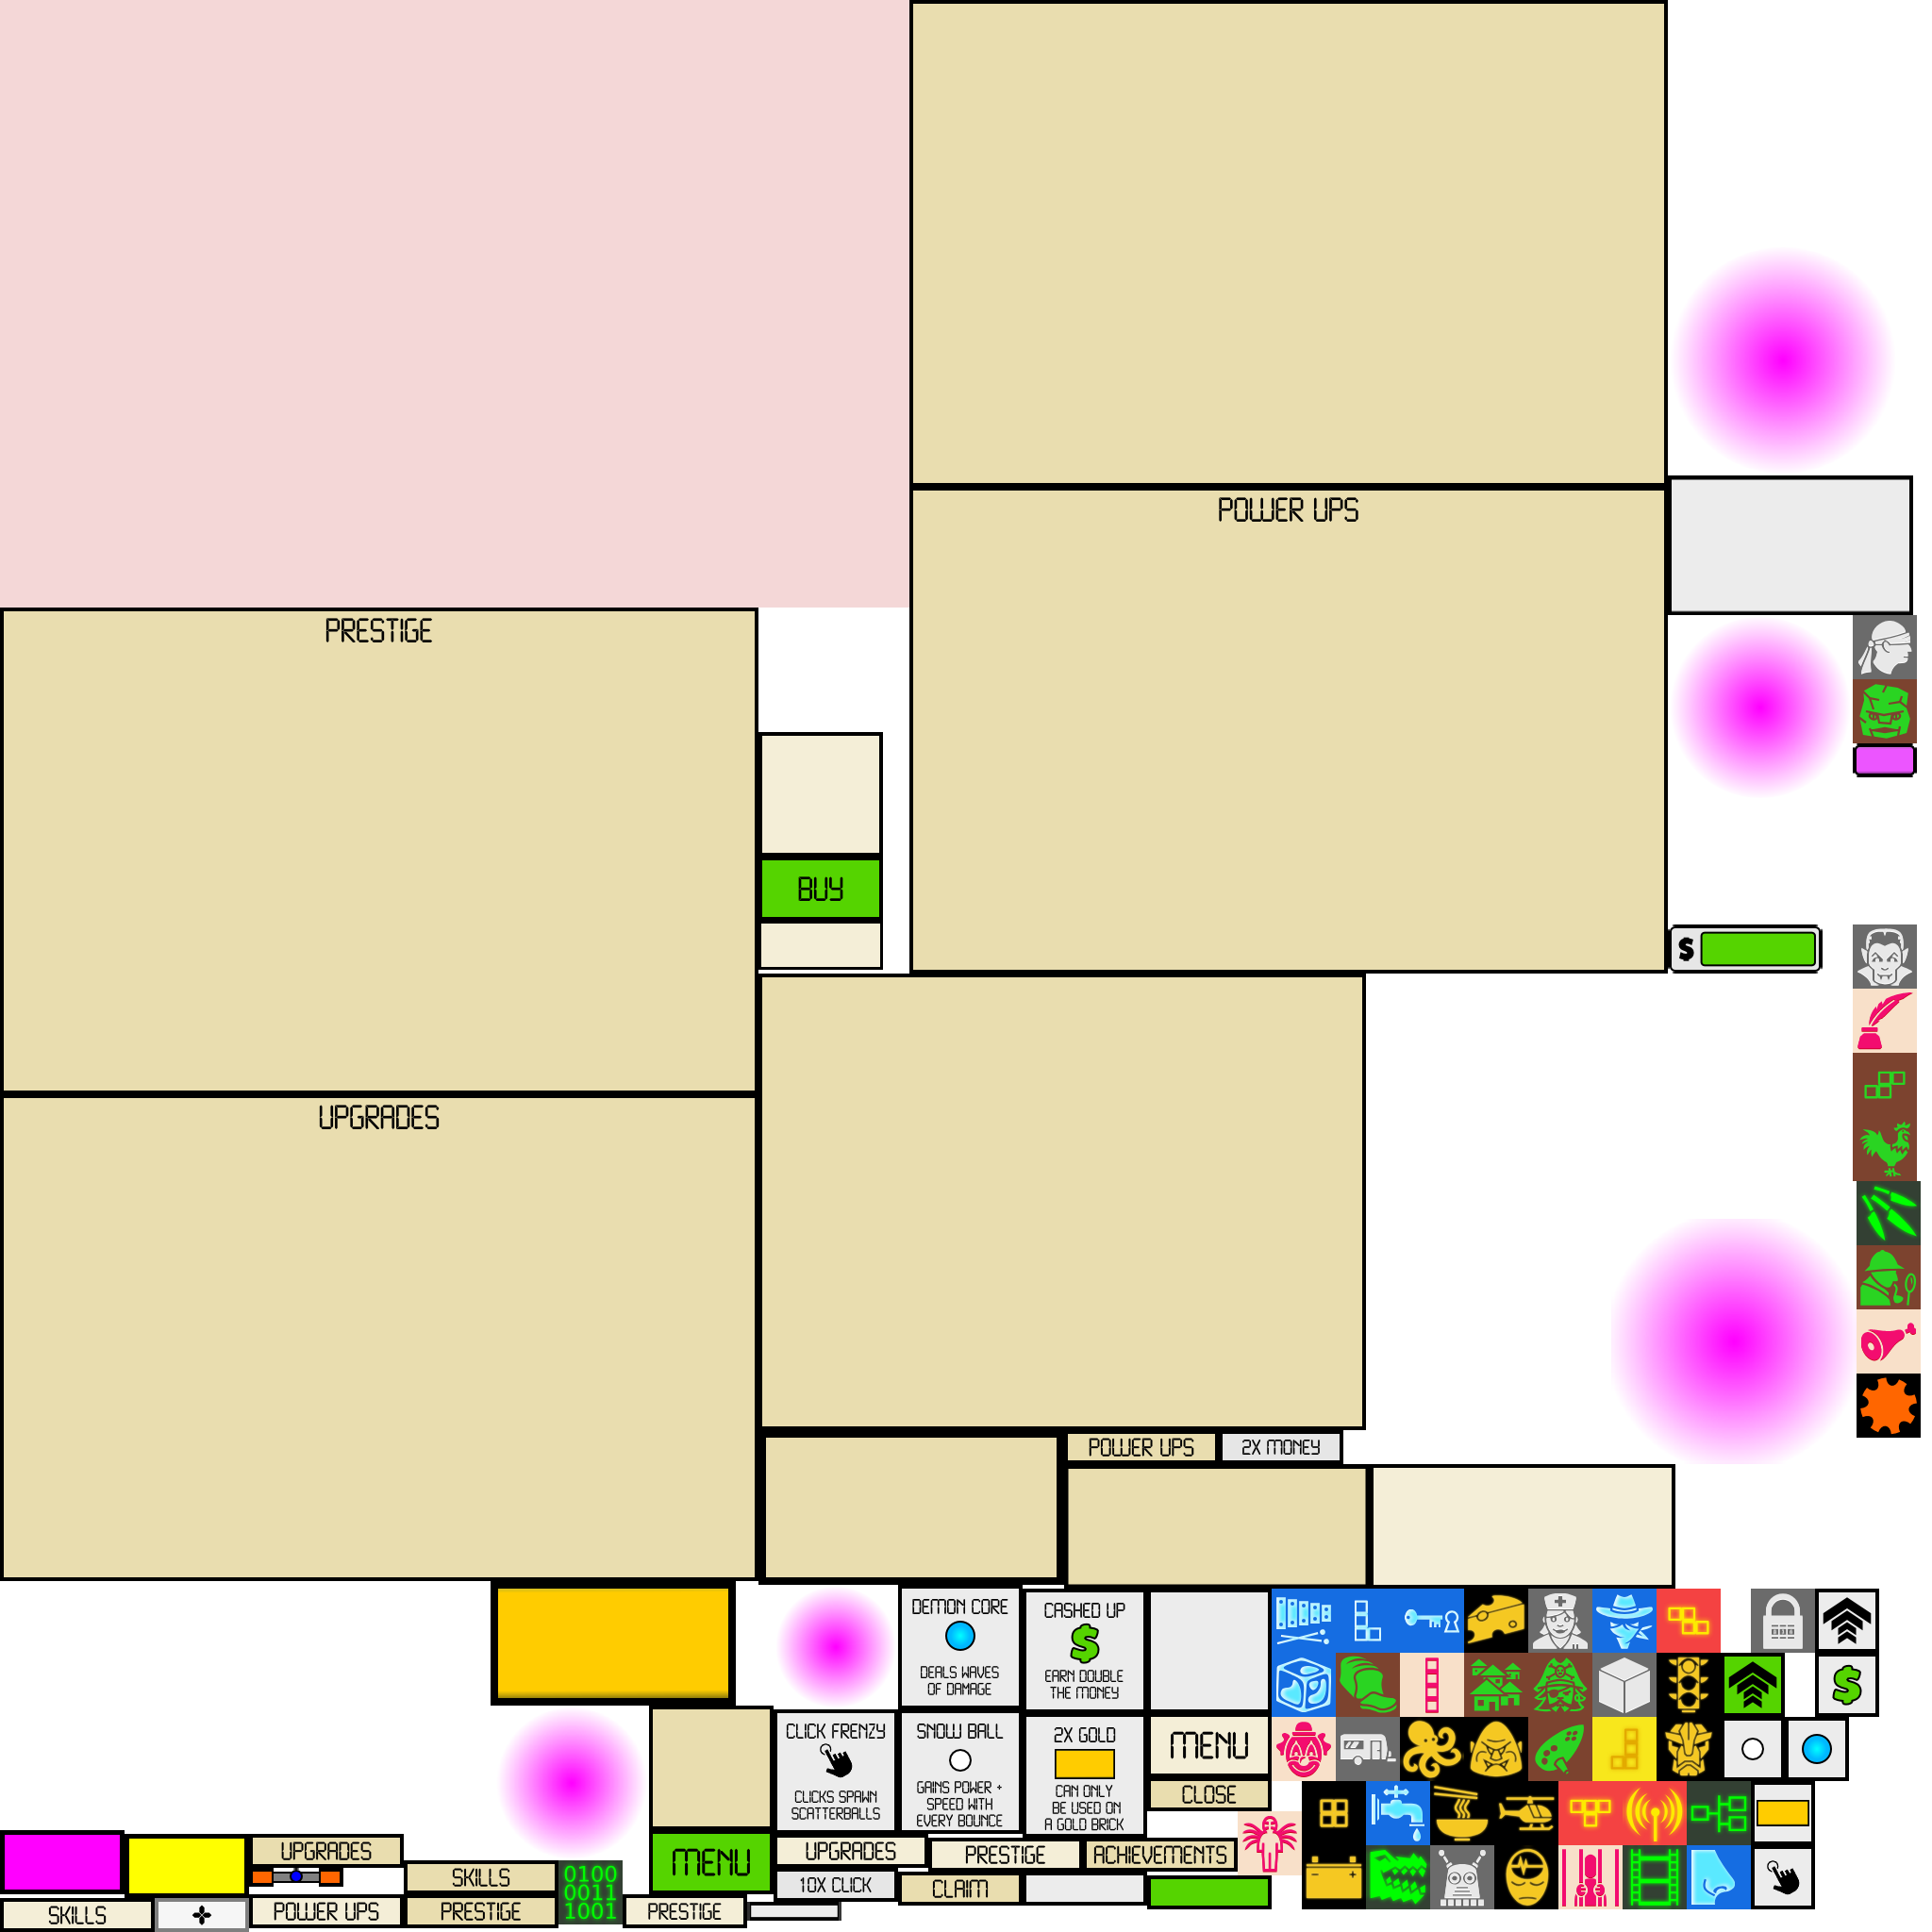 POWER UPS
PRESTIGE
BUY
$
UPGRADES
POWER UPS
2X MONEY
DEMON CORE
DEALS WAVES
OF DAMAGE
CASHED UP
$
EARN DOUBLE
THE MONEY
$
CLICK FRENZY
CLICKS SPAWN
SCATTERBALLS
SNOW BALL
GAINS POWER +
SPEED WITH
EVERY BOUNCE
2X GOLD
CAN ONLY
BE USED ON
A GOLD BRICK
MENU
CLOSE
UPGRADES
MENU
UPGRADES
PRESTIGE
ACHIEVEMENTS
SKILLS
0100
0011
1001
10X CLICK
CLAIM
SKILLS
POWER UPS
PRESTIGE
PRESTIGE